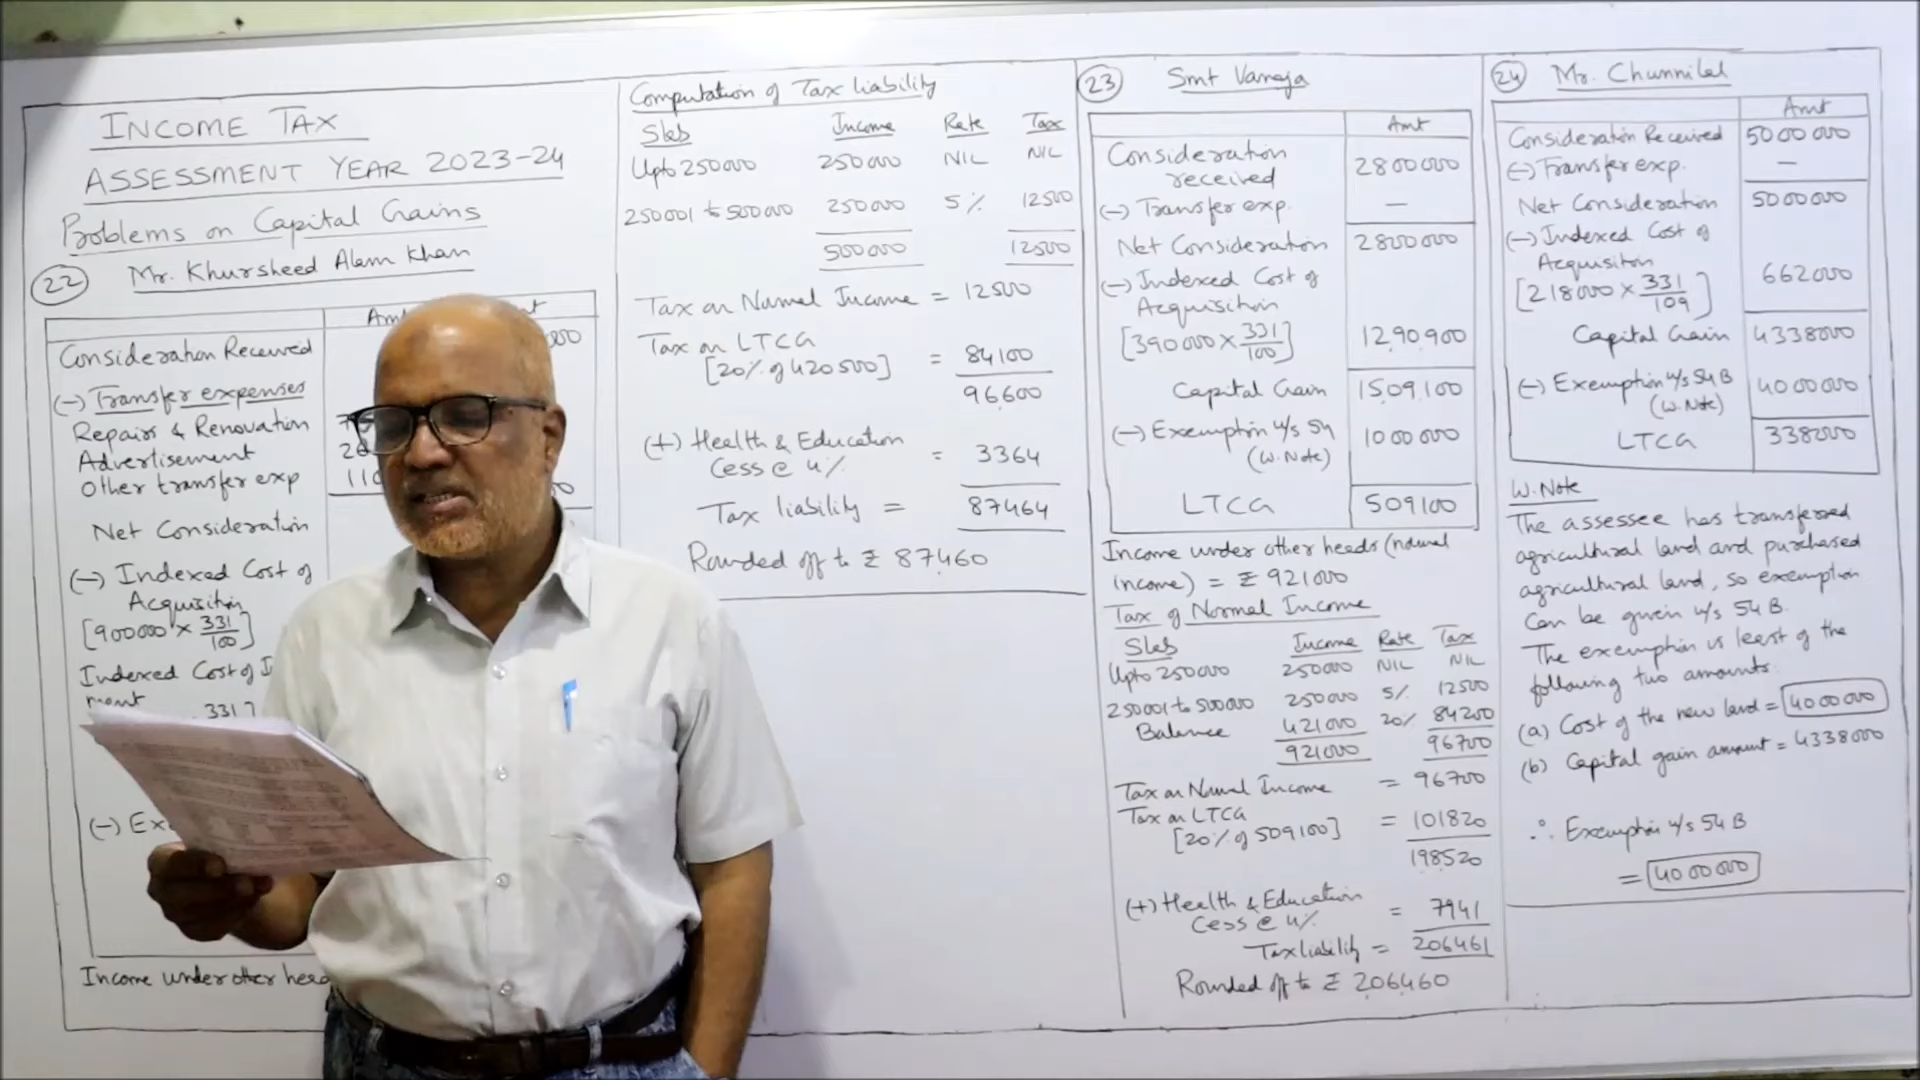 INCOME TAX
ASSESSMENT YEAR 2023-24
Problems on Capital Gains
22 Mr. Khursheed Alam Khan
Consideration Received
(-) Transfer expenses
Repairs & Renovation
Advertisement
Other transfer exp 110
Net Consideration
(-) Indexed Cost of
Acquisition
[900000 × 331/100]
Indexed Cost of I
ment
331
(-) Ex
Income under other head
Computation of Tax liability
Slab Income Rate Tax
Upto 250000 250000 NIL NIL
250001 to 500000 250000 5% 12500
500000 12500
Tax on Normal Income = 12500
Tax on LTCG
[20% of 420500] = 84100
96600
(+) Health & Education
Cess @ 4% = 3364
Tax liability = 87464
Rounded off to ₹ 87460
23 Smt Vanaja
Amt
Consideration
received 2800000
(-) Transfer exp. —
Net Consideration 2800000
(-) Indexed Cost of
Acquisition
[390000 × 331/100] 1290900
Capital Gain 1509100
(-) Exemption u/s 54 1000000
(W.Note)
LTCG 509100
Income under other heads (normal
income) = ₹ 921000
Tax of Normal Income
Slab Income Rate Tax
Upto 250000 250000 NIL NIL
250001 to 500000 250000 5% 12500
Balance 421000 20% 84200
921000 96700
Tax on Normal Income = 96700
Tax on LTCG
[20% of 509100] = 101820
198520
(+) Health & Education
Cess @ 4% = 7941
Tax liability = 206461
Rounded off to ₹ 206460
24 Mr. Chunnilal
Amt
Consideration Received 5000000
(-) Transfer exp. —
Net Consideration 5000000
(-) Indexed Cost of
Acquisition
[218000 × 331/109] 662000
Capital Gain 4338000
(-) Exemption u/s 54B 4000000
(W.Note)
LTCG 338000
W.Note
The assessee has transferred
agricultural land and purchased
agricultural land, so exemption
can be given u/s 54B.
The exemption is least of the
following two amounts.
(a) Cost of the new land = 4000000
(b) Capital gain amount = 4338000
∴ Exemption u/s 54B
= 4000000